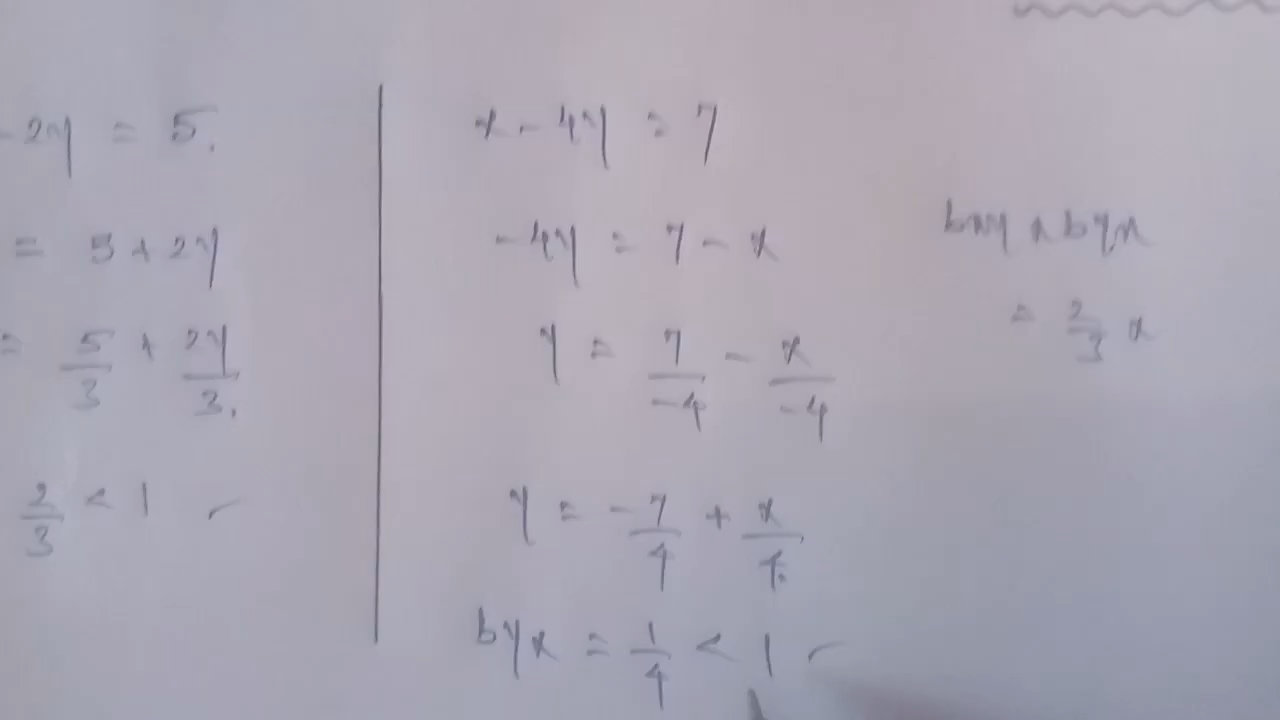 - 2y = 5.
= 5 + 2y
= 5/3 + 2y/3.
2/3 < 1 ✓
x - 4y = 7
-4y = 7 - x
y = 7/-4 - x/-4
y = -7/4 + x/4.
byx = 1/4 < 1 ✓
bxy x byx
= 2/3 x